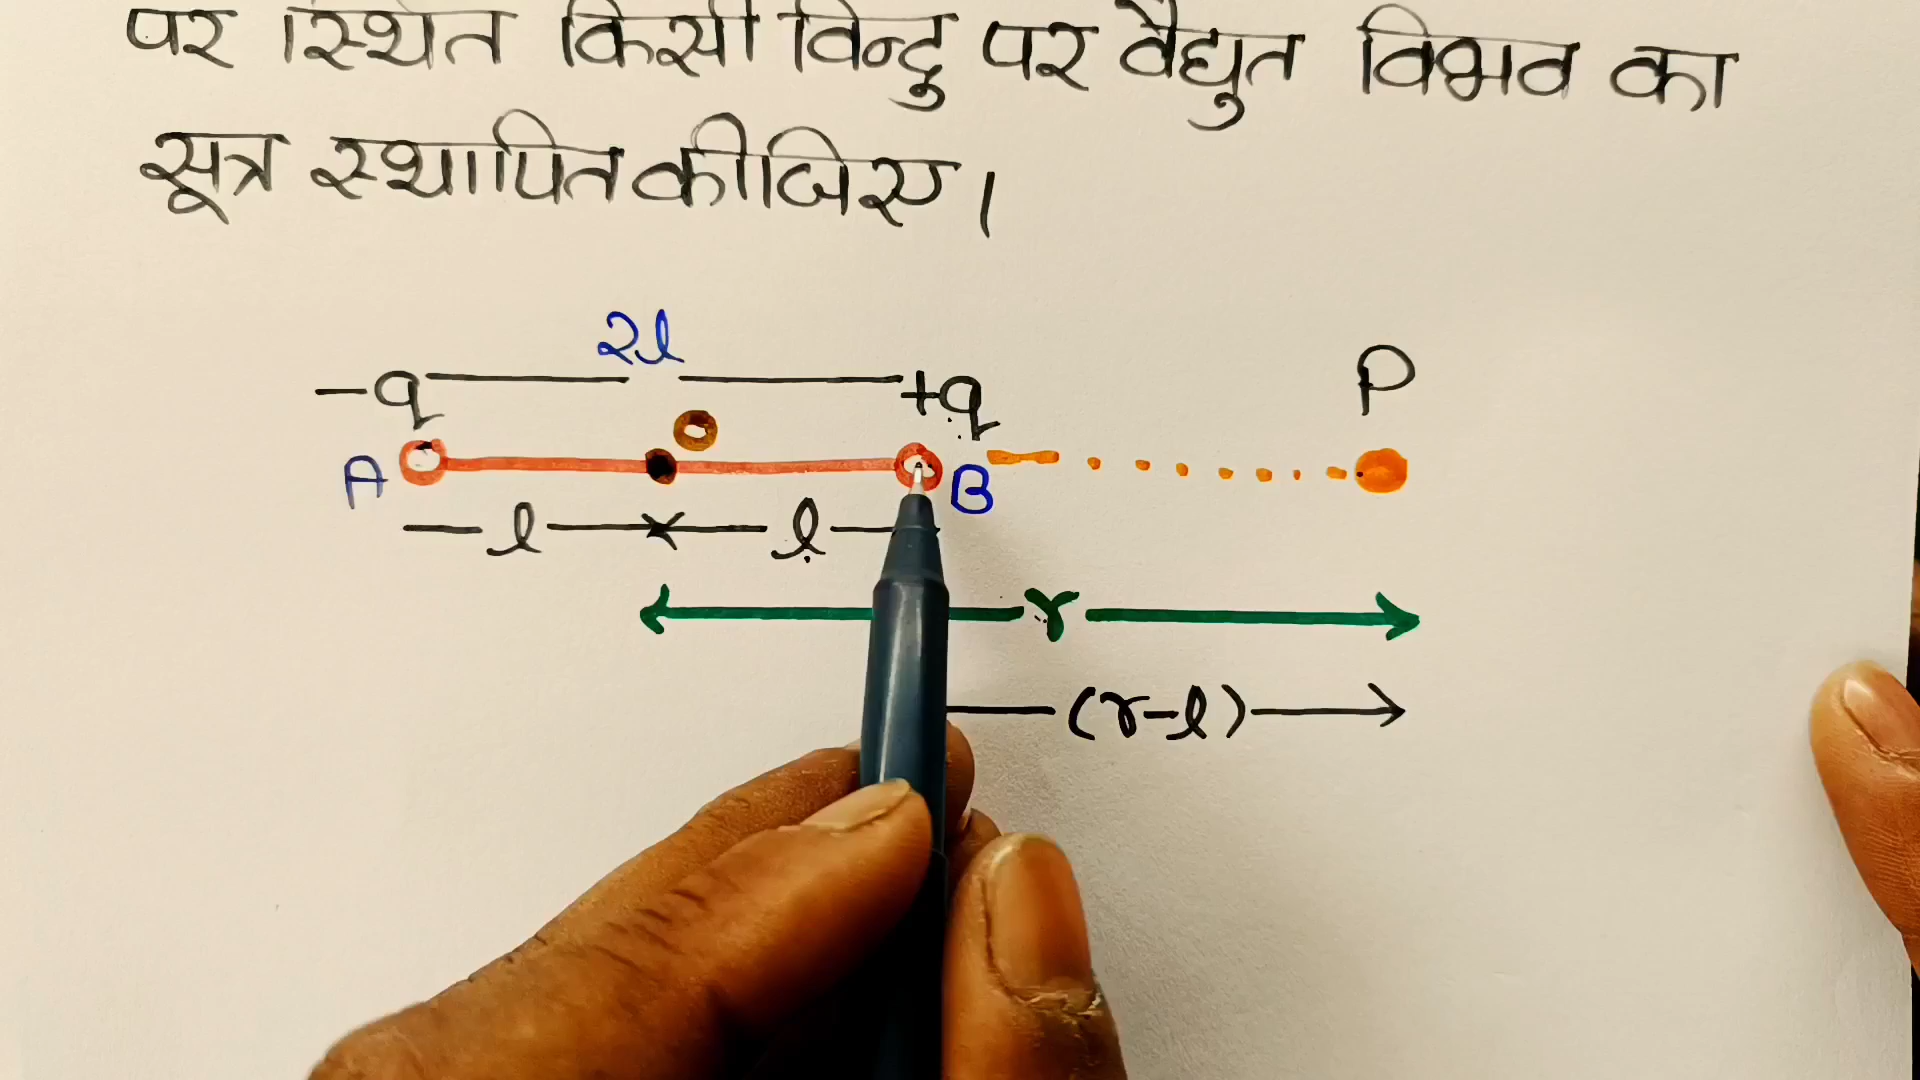 पर स्थित किसी विन्दु पर वैद्युत विभव का
सूत्र स्थापित कीजिए।
2l
-q +q P
A B
l l
r
(r-l)